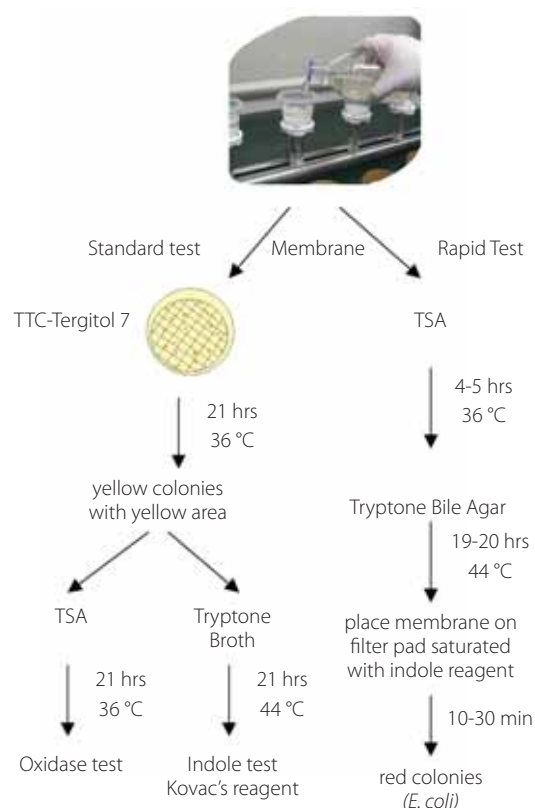 Standard test
Membrane
Rapid Test
TTC-Tergitol 7
21 hrs
36 °C
yellow colonies
with yellow area
TSA
21 hrs
36 °C
Oxidase test
Tryptone
Broth
21 hrs
44 °C
Indole test
Kovac's reagent
TSA
4-5 hrs
36 °C
Tryptone Bile Agar
19-20 hrs
44 °C
place membrane on
filter pad saturated
with indole reagent
10-30 min
red colonies
(E. coli)